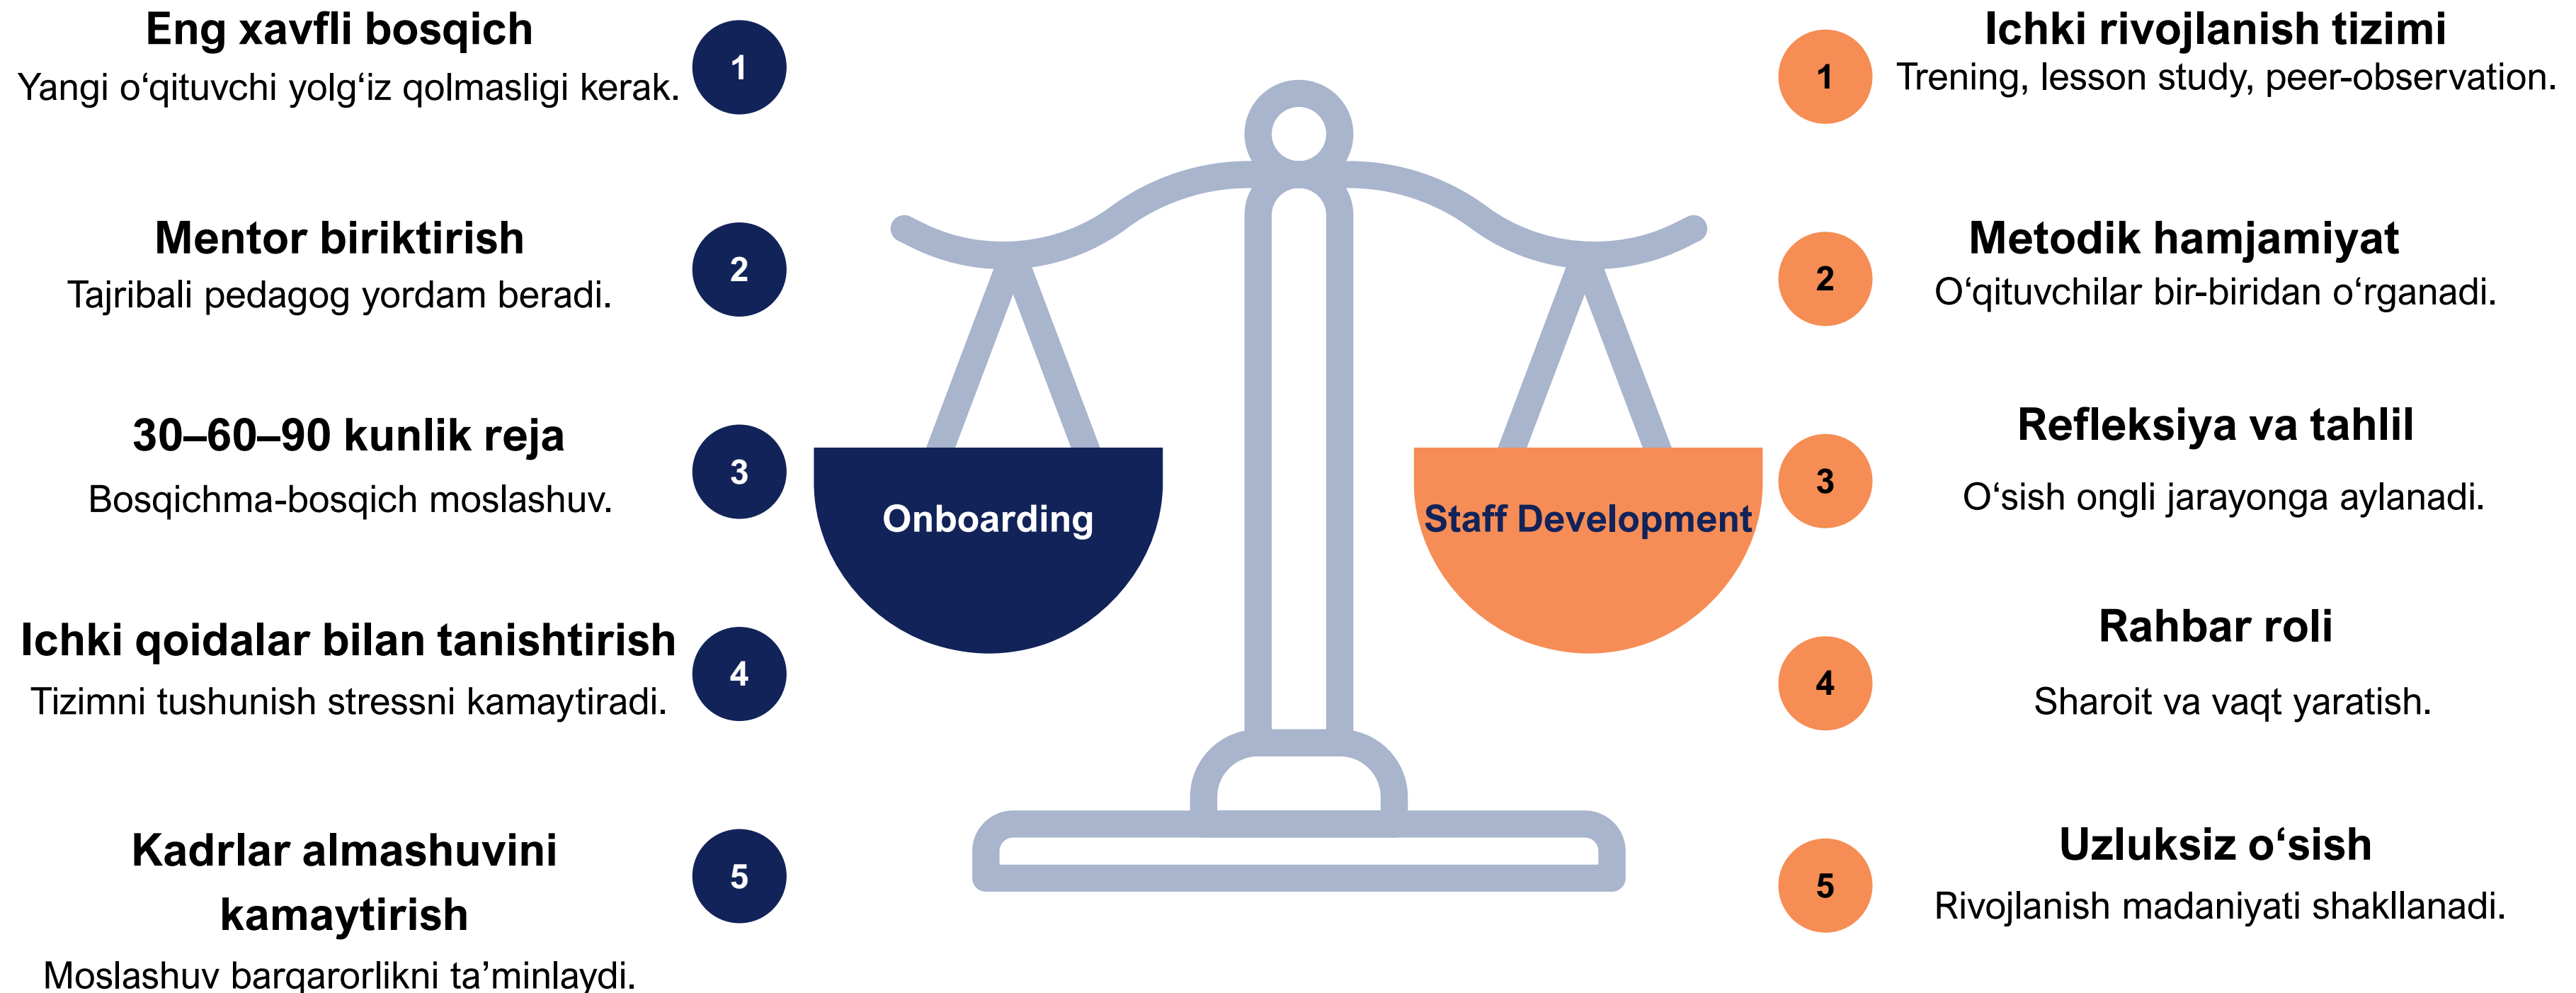 Eng xavfli bosqich
Yangi o‘qituvchi yolg‘iz qolmasligi kerak.
1
Mentor biriktirish
Tajribali pedagog yordam beradi.
2
30–60–90 kunlik reja
Bosqichma-bosqich moslashuv.
3
Ichki qoidalar bilan tanishtirish
Tizimni tushunish stressni kamaytiradi.
4
Kadrlar almashuvini
kamaytirish
Moslashuv barqarorlikni ta’minlaydi.
5
Onboarding
Staff Development
1
Ichki rivojlanish tizimi
Trening, lesson study, peer-observation.
2
Metodik hamjamiyat
O‘qituvchilar bir-biridan o‘rganadi.
3
Refleksiya va tahlil
O‘sish ongli jarayonga aylanadi.
4
Rahbar roli
Sharoit va vaqt yaratish.
5
Uzluksiz o‘sish
Rivojlanish madaniyati shakllanadi.